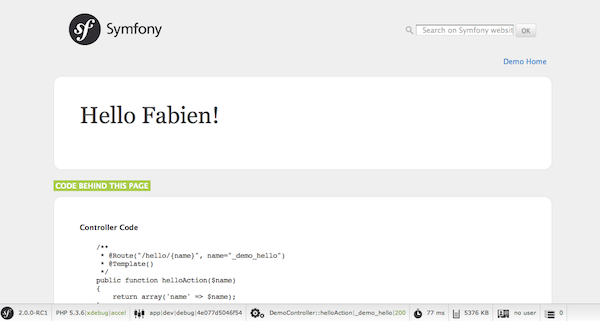 Symfony
Search on Symfony websit
OK
Demo Home
Hello Fabien!
CODE BEHIND THIS PAGE
Controller Code
/**
* @Route("/hello/{name}", name="_demo_hello")
* @Template()
*/
public function helloAction($name)
{
return array('name' => $name);
2.0.0-RC1 PHP 5.3.6|xdebug|accel app|dev|debug|4e077d5046f54 DemoController::helloAction|_demo_hello|200 77 ms 5376 KB no user 0